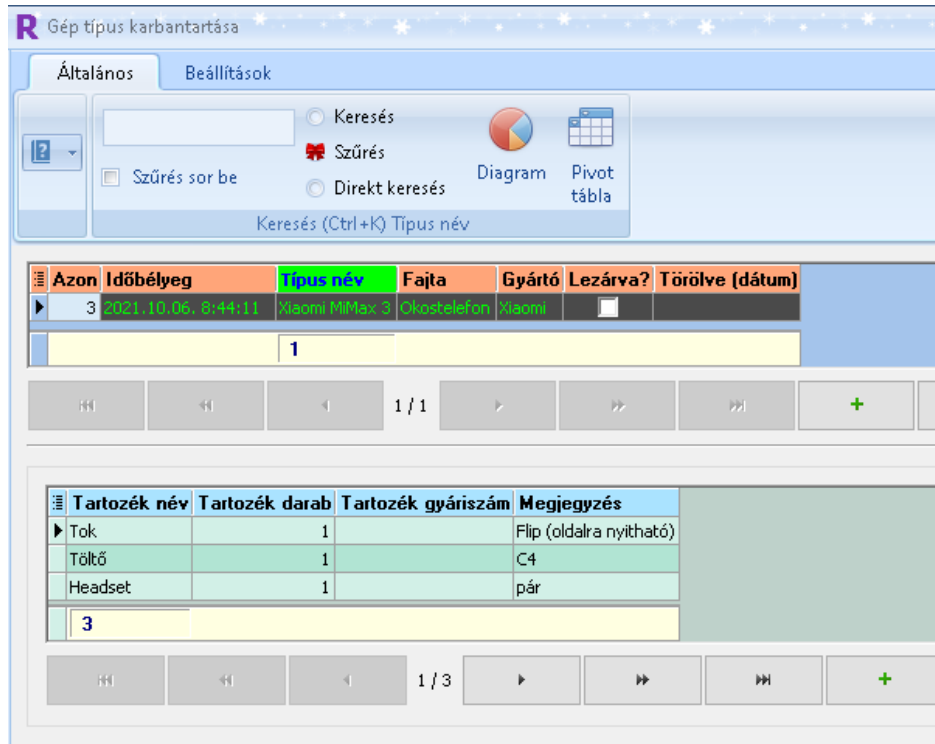 R Gép típus karbantartása
Általános Beállítások
Keresés
Szűrés
Szűrés sor be
Direkt keresés
Diagram
Pivot tábla
Keresés (Ctrl+K) Típus név
Azon Időbélyeg Típus név Fajta Gyártó Lezárva? Törölve (dátum)
3 2021.10.06. 8:44:11 Xiaomi MiMax 3 Okostelefon Xiaomi
1
1 / 1
+
Tartozék név Tartozék darab Tartozék gyáriszám Megjegyzés
Tok 1 Flip (oldalra nyitható)
Töltő 1 C4
Headset 1 pár
3
1 / 3
+